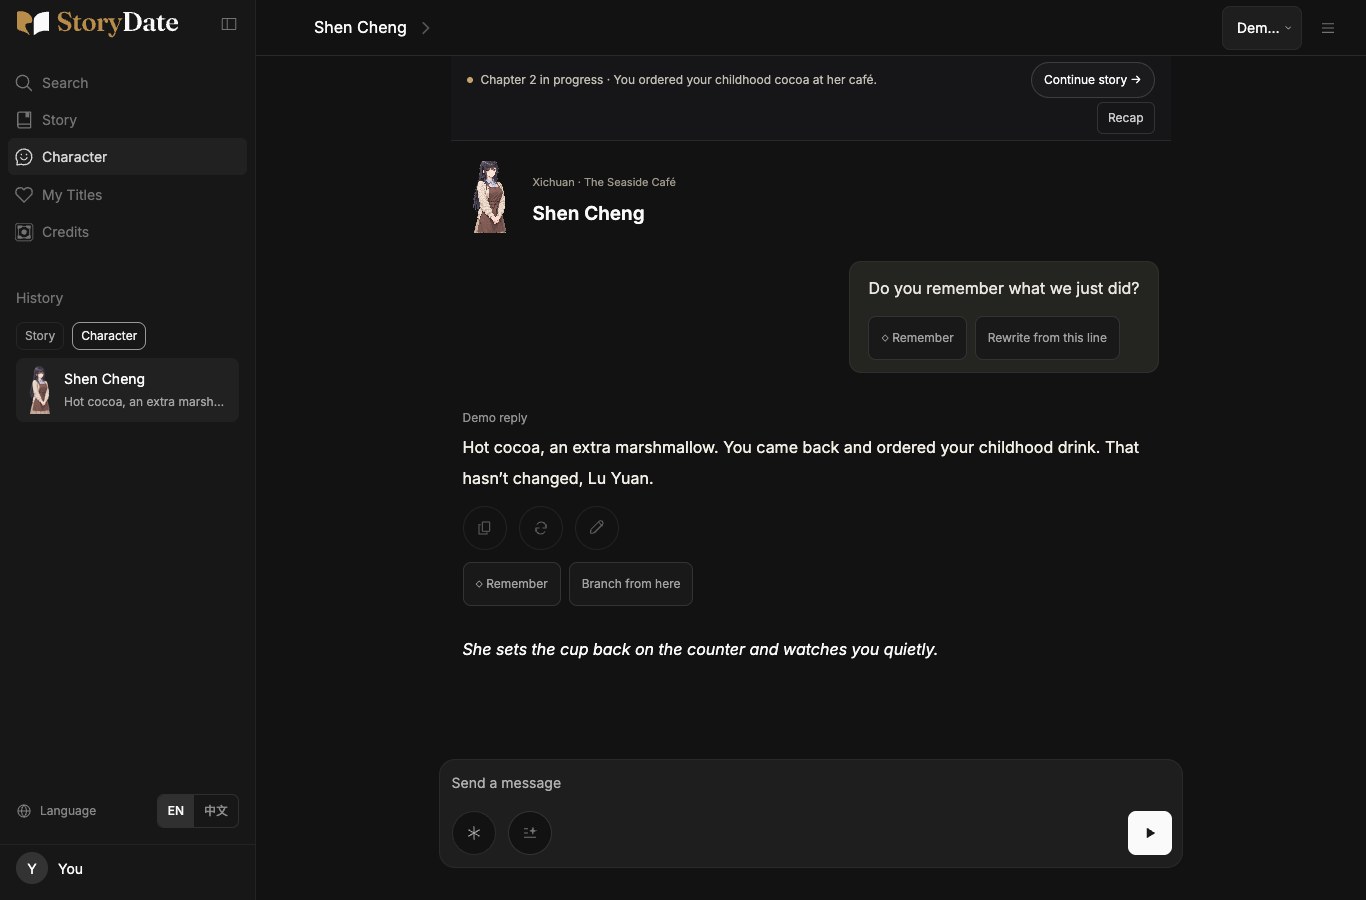 StoryDate
Search
Story
Character
My Titles
Credits
History
Story
Character
Shen Cheng
Hot cocoa, an extra marsh...
Language
EN
中文
Y
You
Shen Cheng
Dem...
Chapter 2 in progress · You ordered your childhood cocoa at her café.
Continue story →
Recap
Xichuan · The Seaside Café
Shen Cheng
Do you remember what we just did?
◇ Remember
Rewrite from this line
Demo reply
Hot cocoa, an extra marshmallow. You came back and ordered your childhood drink. That
hasn’t changed, Lu Yuan.
◇ Remember
Branch from here
She sets the cup back on the counter and watches you quietly.
Send a message